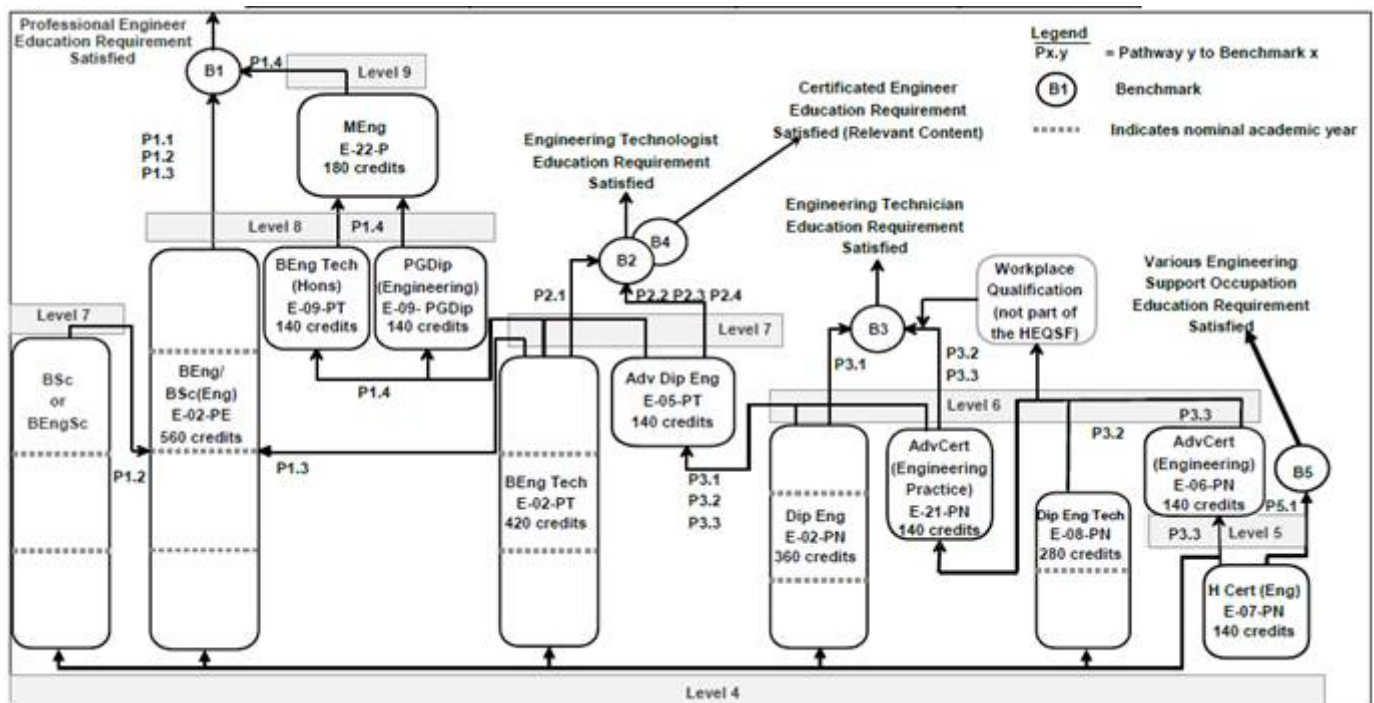 Professional Engineer
Education Requirement
Satisfied
B1
P1.4
Level 9
P1.1
P1.2
P1.3
MEng
E-22-P
180 credits
Legend
Px.y = Pathway y to Benchmark x
B1 Benchmark
Indicates nominal academic year
Certificated Engineer
Education Requirement
Satisfied (Relevant Content)
Engineering Technologist
Education Requirement
Satisfied
B4
B2
P2.1
P2.2 P2.3 P2.4
Level 8
P1.4
BEng Tech
(Hons)
E-09-PT
140 credits
PGDip
(Engineering)
E-09- PGDip
140 credits
Level 7
BSc
or
BEngSc
P1.2
BEng/
BSc(Eng)
E-02-PE
560 credits
P1.4
P1.3
Level 7
BEng Tech
E-02-PT
420 credits
Adv Dip Eng
E-05-PT
140 credits
P3.1
P3.2
P3.3
Engineering Technician
Education Requirement
Satisfied
B3
P3.1
P3.2
P3.3
Workplace
Qualification
(not part of
the HEQSF)
Various Engineering
Support Occupation
Education Requirement
Satisfied
Level 6
Dip Eng
E-02-PN
360 credits
AdvCert
(Engineering
Practice)
E-21-PN
140 credits
P3.2
P3.3
Dip Eng Tech
E-08-PN
280 credits
AdvCert
(Engineering)
E-06-PN
140 credits
B5
P5.1
P3.3
Level 5
H Cert (Eng)
E-07-PN
140 credits
Level 4